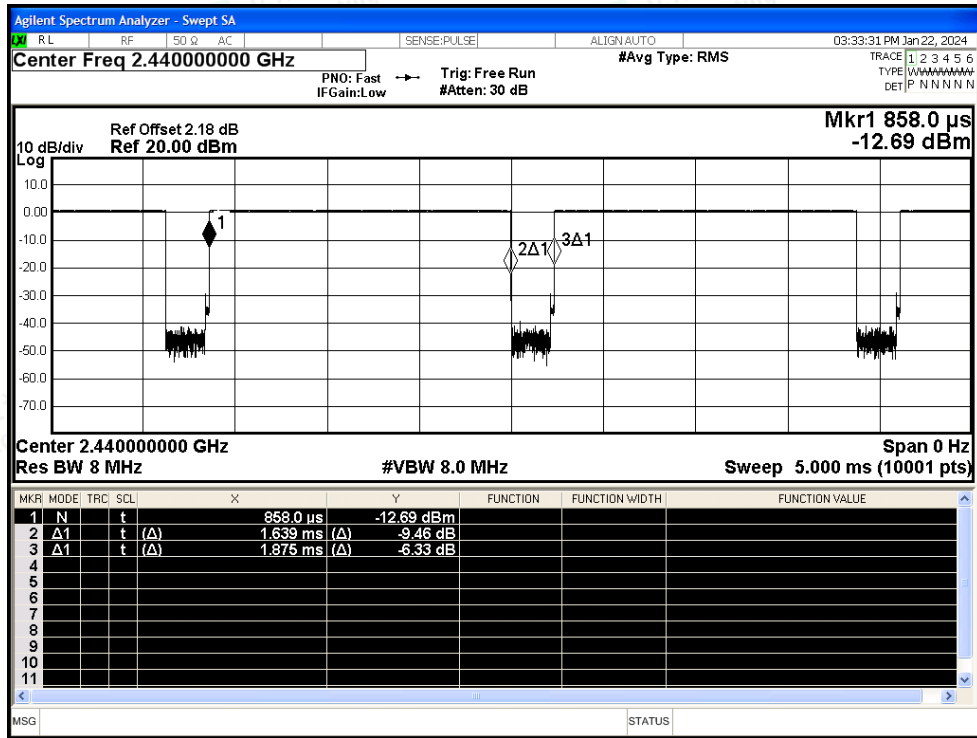 Agilent Spectrum Analyzer - Swept SA
LXI RL RF 50 Ω AC SENSE:PULSE ALIGN AUTO 03:33:31 PM Jan 22, 2024
Center Freq 2.440000000 GHz #Avg Type: RMS TRACE 1 2 3 4 5 6
PNO: Fast Trig: Free Run TYPE WWWWWW
IFGain:Low #Atten: 30 dB DET P N N N N N
Mkr1 858.0 µs
Ref Offset 2.18 dB
10 dB/div Ref 20.00 dBm -12.69 dBm
Log
10.0
0.00
1
-10.0
2Δ1 3Δ1
-20.0
-30.0
-40.0
-50.0
-60.0
-70.0
Center 2.440000000 GHz Span 0 Hz
Res BW 8 MHz #VBW 8.0 MHz Sweep 5.000 ms (10001 pts)
MKR MODE TRC SCL X Y FUNCTION FUNCTION WIDTH FUNCTION VALUE
1 N t 858.0 µs -12.69 dBm
2 Δ1 t (Δ) 1.639 ms (Δ) -9.46 dB
3 Δ1 t (Δ) 1.875 ms (Δ) -6.33 dB
4
5
6
7
8
9
10
11
MSG STATUS